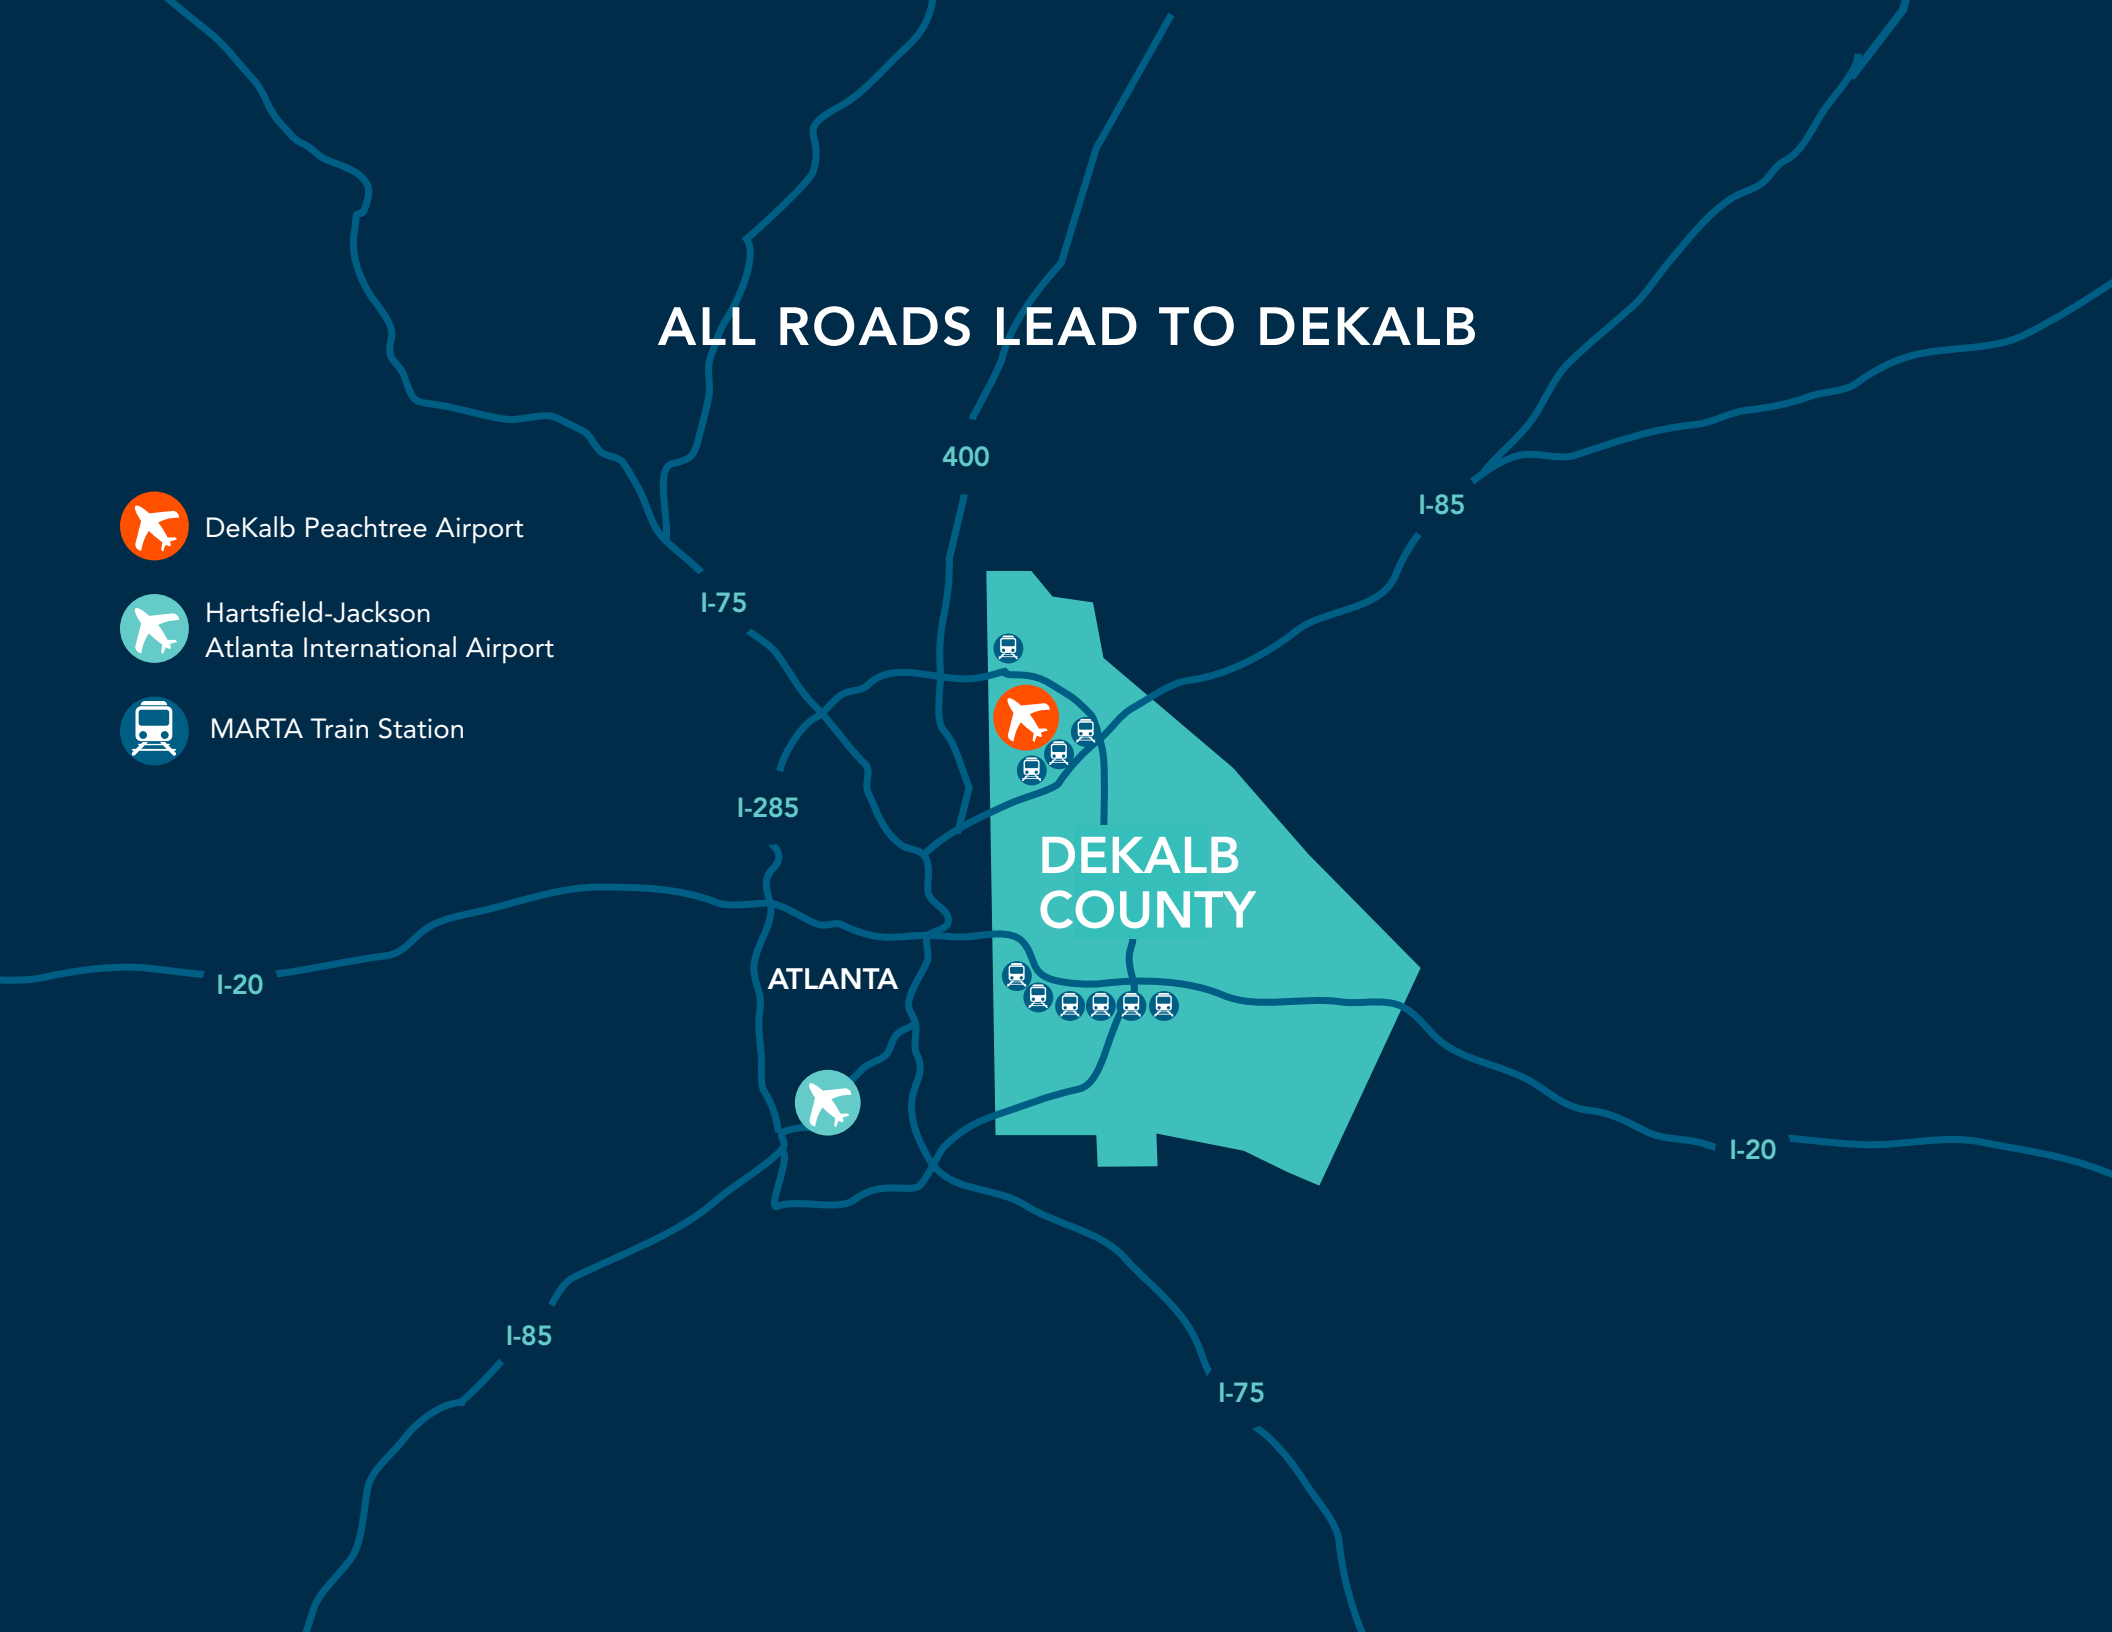 ALL ROADS LEAD TO DEKALB
400
I-85
DeKalb Peachtree Airport
I-75
Hartsfield-Jackson
Atlanta International Airport
MARTA Train Station
I-285
DEKALB
COUNTY
ATLANTA
I-20
I-20
I-85
I-75